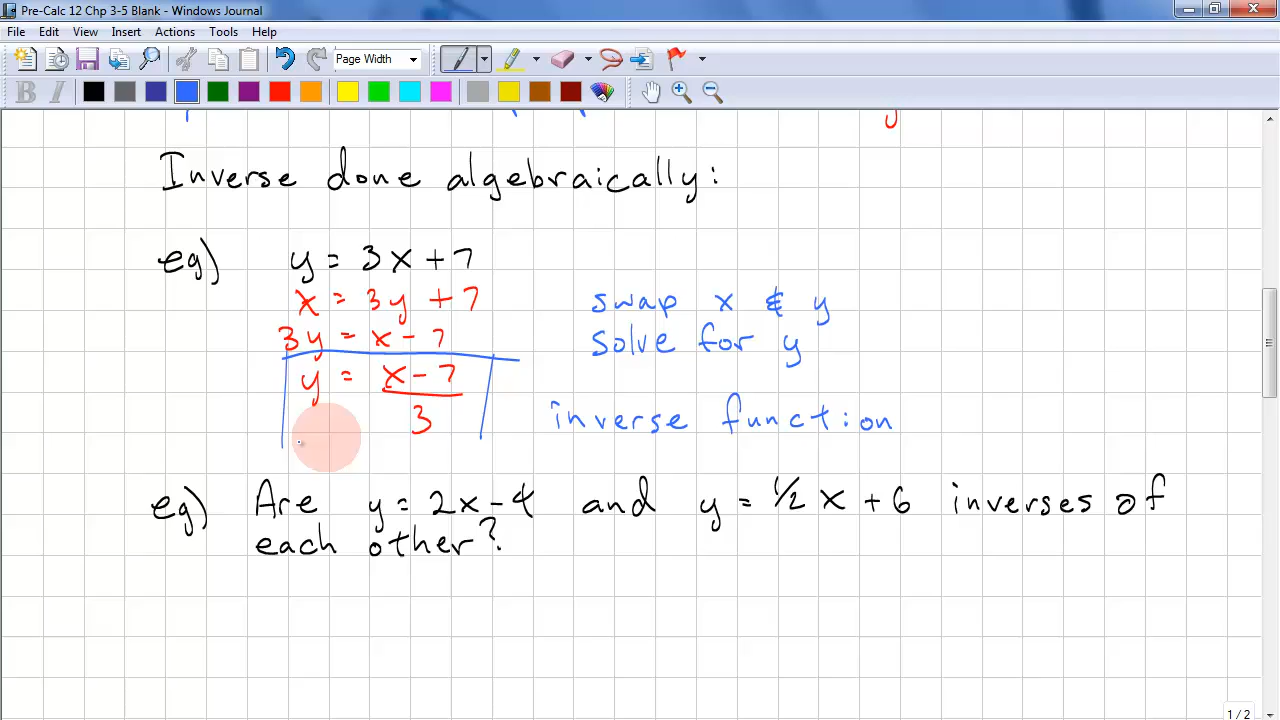 Pre-Calc 12 Chp 3-5 Blank - Windows Journal
File Edit View Insert Actions Tools Help
Page Width
B I
y
Inverse done algebraically:
eg) y = 3x + 7
x = 3y + 7 swap x & y
3y = x - 7 solve for y
y = x - 7
3 inverse function
eg) Are y = 2x - 4 and y = 1/2 x + 6 inverses of
each other?
1 / 2